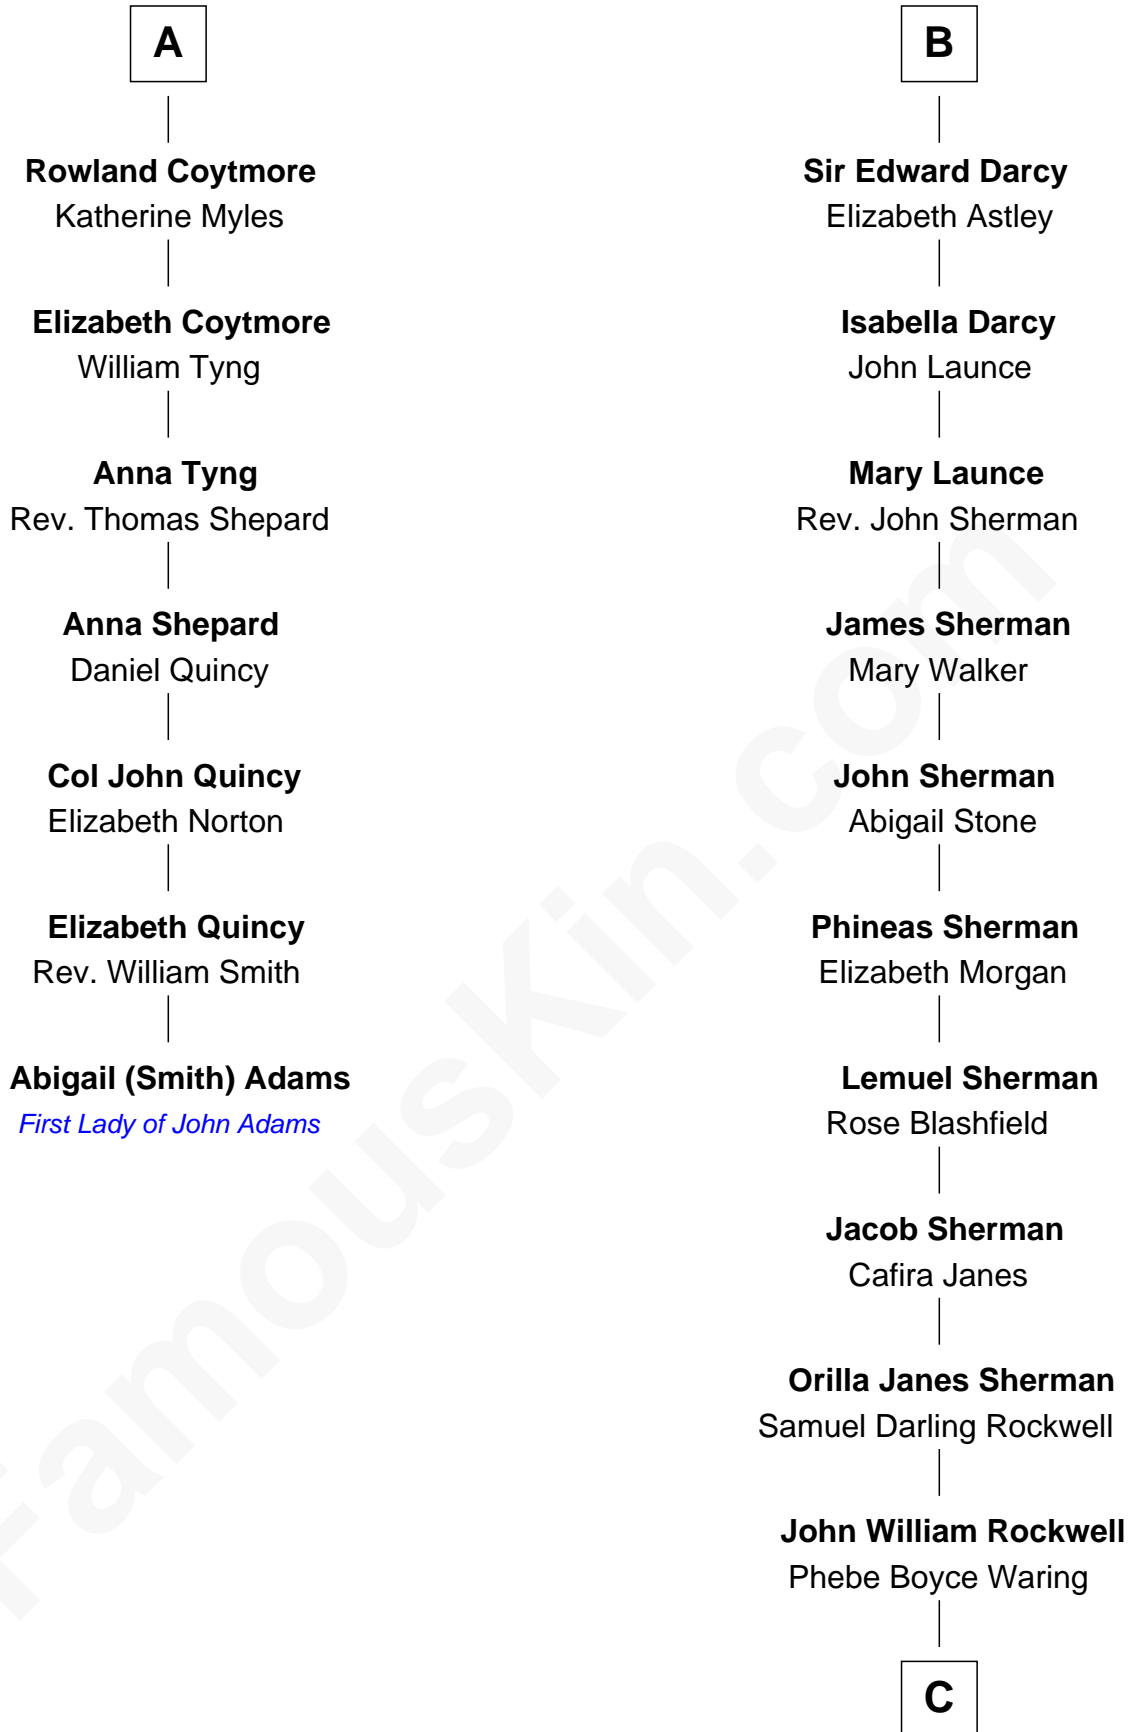 A
Rowland Coytmore
Katherine Myles
Elizabeth Coytmore
William Tyng
Anna Tyng
Rev. Thomas Shepard
Anna Shepard
Daniel Quincy
Col John Quincy
Elizabeth Norton
Elizabeth Quincy
Rev. William Smith
Abigail (Smith) Adams
First Lady of John Adams
B
Sir Edward Darcy
Elizabeth Astley
Isabella Darcy
John Launce
Mary Launce
Rev. John Sherman
James Sherman
Mary Walker
John Sherman
Abigail Stone
Phineas Sherman
Elizabeth Morgan
Lemuel Sherman
Rose Blashfield
Jacob Sherman
Cafira Janes
Orilla Janes Sherman
Samuel Darling Rockwell
John William Rockwell
Phebe Boyce Waring
C
FamousKin.com